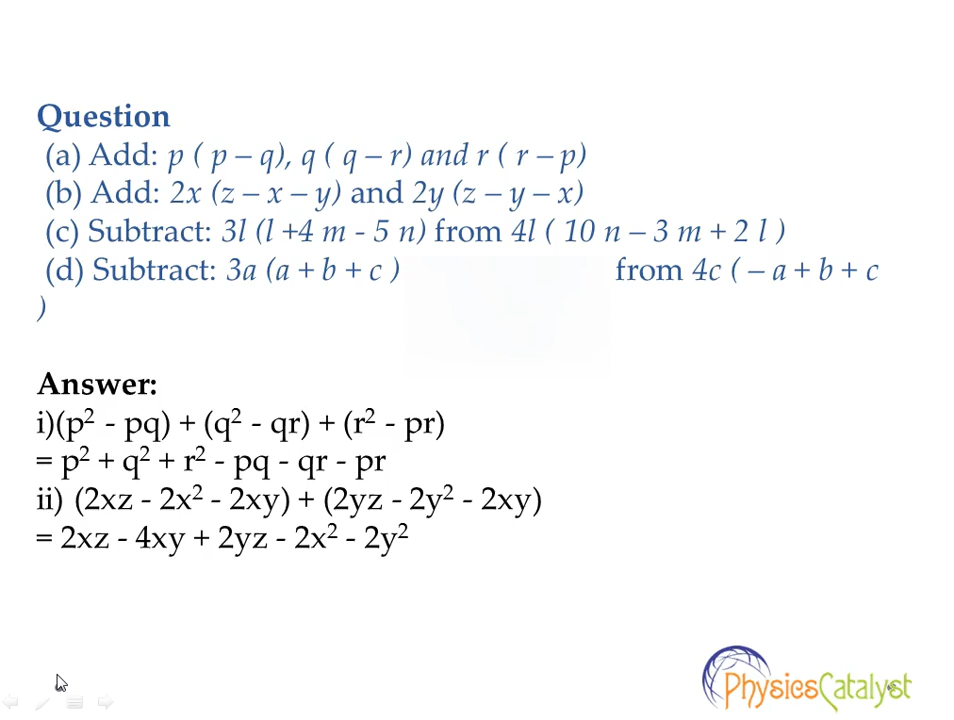 Question
(a) Add: p ( p – q), q ( q – r) and r ( r – p)
(b) Add: 2x (z – x – y) and 2y (z – y – x)
(c) Subtract: 3l (l +4 m - 5 n) from 4l ( 10 n – 3 m + 2 l )
(d) Subtract: 3a (a + b + c ) from 4c ( – a + b + c
)
Answer:
i)(p² - pq) + (q² - qr) + (r² - pr)
= p² + q² + r² - pq - qr - pr
ii) (2xz - 2x² - 2xy) + (2yz - 2y² - 2xy)
= 2xz - 4xy + 2yz - 2x² - 2y²
PhysicsCatalyst